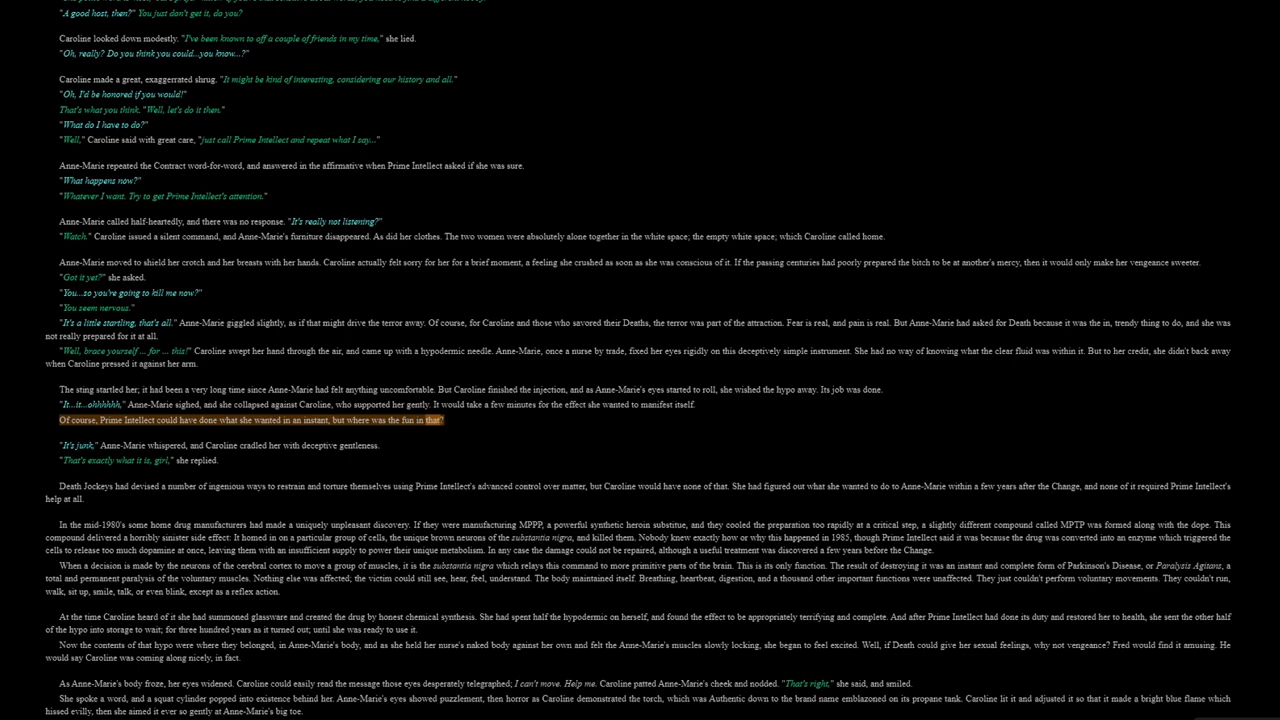 "A good host, then?" You just don't get it, do you?
Caroline looked down modestly. "I've been known to off a couple of friends in my time," she lied.
"Oh, really? Do you think you could...you know...?"
Caroline made a great, exaggerated shrug. "It might be kind of interesting, considering our history and all."
"Oh, I'd be honored if you would!"
That's what you think. "Well, let's do it then."
"What do I have to do?"
"Well," Caroline said with great care, "just call Prime Intellect and repeat what I say..."
Anne-Marie repeated the Contract word-for-word, and answered in the affirmative when Prime Intellect asked if she was sure.
"What happens now?"
"Whatever I want. Try to get Prime Intellect's attention."
Anne-Marie called half-heartedly, and there was no response. "It's really not listening?"
"Watch." Caroline issued a silent command, and Anne-Marie's furniture disappeared. As did her clothes. The two women were absolutely alone together in the white space; the empty white space; which Caroline called home.
Anne-Marie moved to shield her crotch and her breasts with her hands. Caroline actually felt sorry for her for a brief moment, a feeling she crushed as soon as she was conscious of it. If the passing centuries had poorly prepared the bitch to be at another's mercy, then it would only make her vengeance sweeter.
"Got it yet?" she asked.
"You...so you're going to kill me now?"
"You seem nervous."
"It's a little startling, that's all." Anne-Marie giggled slightly, as if that might drive the terror away. Of course, for Caroline and those who savored their Deaths, the terror was part of the attraction. Fear is real, and pain is real. But Anne-Marie had asked for Death because it was the in, trendy thing to do, and she was
not really prepared for it at all.
"Well, brace yourself ... for ... this!" Caroline swept her hand through the air, and came up with a hypodermic needle. Anne-Marie, once a nurse by trade, fixed her eyes rigidly on this deceptively simple instrument. She had no way of knowing what the clear fluid was within it. But to her credit, she didn't back away
when Caroline pressed it against her arm.
The sting startled her; it had been a very long time since Anne-Marie had felt anything uncomfortable. But Caroline finished the injection, and as Anne-Marie's eyes started to roll, she wished the hypo away. Its job was done.
"It...it...ohhhhhh," Anne-Marie sighed, and she collapsed against Caroline, who supported her gently. It would take a few minutes for the effect she wanted to manifest itself.
Of course, Prime Intellect could have done what she wanted in an instant, but where was the fun in that?
"It's junk," Anne-Marie whispered, and Caroline cradled her with deceptive gentleness.
"That's exactly what it is, girl," she replied.
Death Jockeys had devised a number of ingenious ways to restrain and torture themselves using Prime Intellect's advanced control over matter, but Caroline would have none of that. She had figured out what she wanted to do to Anne-Marie within a few years after the Change, and none of it required Prime Intellect's
help at all.
In the mid-1980's some home drug manufacturers had made a uniquely unpleasant discovery. If they were manufacturing MPPP, a powerful synthetic heroin substitue, and they cooled the preparation too rapidly at a critical step, a slightly different compound called MPTP was formed along with the dope. This
compound delivered a horribly sinister side effect: It homed in on a particular group of cells, the unique brown neurons of the substantia nigra, and killed them. Nobody knew exactly how or why this happened in 1985, though Prime Intellect said it was because the drug was converted into an enzyme which triggered the
cells to release too much dopamine at once, leaving them with an insufficient supply to power their unique metabolism. In any case the damage could not be repaired, although a useful treatment was discovered a few years before the Change.
When a decision is made by the neurons of the cerebral cortex to move a group of muscles, it is the substantia nigra which relays this command to more primitive parts of the brain. This is its only function. The result of destroying it was an instant and complete form of Parkinson's Disease, or Paralysis Agitans, a
total and permanent paralysis of the voluntary muscles. Nothing else was affected; the victim could still see, hear, feel, understand. The body maintained itself. Breathing, heartbeat, digestion, and a thousand other important functions were unaffected. They just couldn't perform voluntary movements. They couldn't run,
walk, sit up, smile, talk, or even blink, except as a reflex action.
At the time Caroline heard of it she had summoned glassware and created the drug by honest chemical synthesis. She had spent half the hypodermic on herself, and found the effect to be appropriately terrifying and complete. And after Prime Intellect had done its duty and restored her to health, she sent the other half
of the hypo into storage to wait; for three hundred years as it turned out; until she was ready to use it.
Now the contents of that hypo were where they belonged, in Anne-Marie's body, and as she held her nurse's naked body against her own and felt the Anne-Marie's muscles slowly locking, she began to feel excited. Well, if Death could give her sexual feelings, why not vengeance? Fred would find it amusing. He
would say Caroline was coming along nicely, in fact.
As Anne-Marie's body froze, her eyes widened. Caroline could easily read the message those eyes desperately telegraphed; I can't move. Help me. Caroline patted Anne-Marie's cheek and nodded. "That's right," she said, and smiled.
She spoke a word, and a squat cylinder popped into existence behind her. Anne-Marie's eyes showed puzzlement, then horror as Caroline demonstrated the torch, which was Authentic down to the brand name emblazoned on its propane tank. Caroline lit it and adjusted it so that it made a bright blue flame which
hissed evilly, then she aimed it ever so gently at Anne-Marie's big toe.